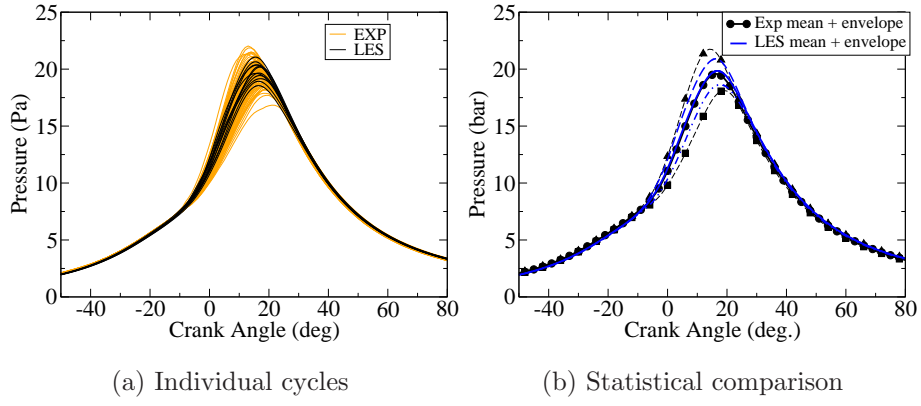 EXP
LES
25
20
15
10
5
0
Pressure (Pa)
-40 -20 0 20 40 60 80
Crank Angle (deg)
(a) Individual cycles
Exp mean + envelope
LES mean + envelope
25
20
15
10
5
0
Pressure (bar)
-40 -20 0 20 40 60 80
Crank Angle (deg.)
(b) Statistical comparison